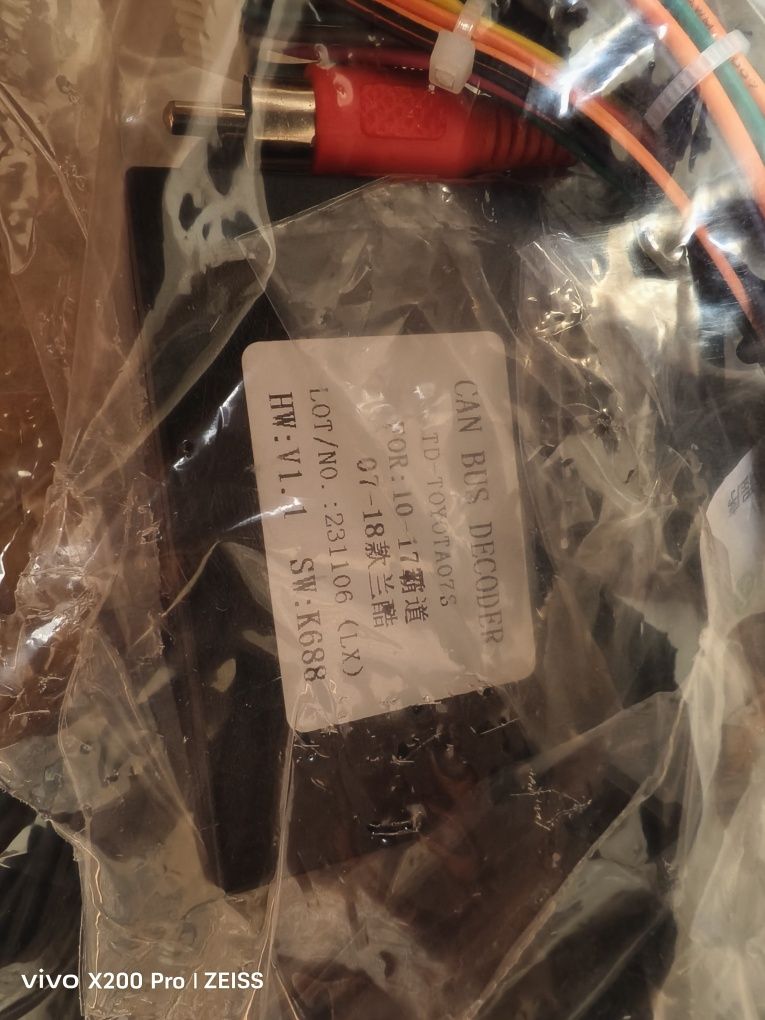 CAN BUS DECODER
TD-TOYOTA07S
FOR:10-17霸道
07-18款兰酷
LOT/NO.:231106 (LX)
HW:V1.1 SW:K688
vivo X200 Pro | ZEISS